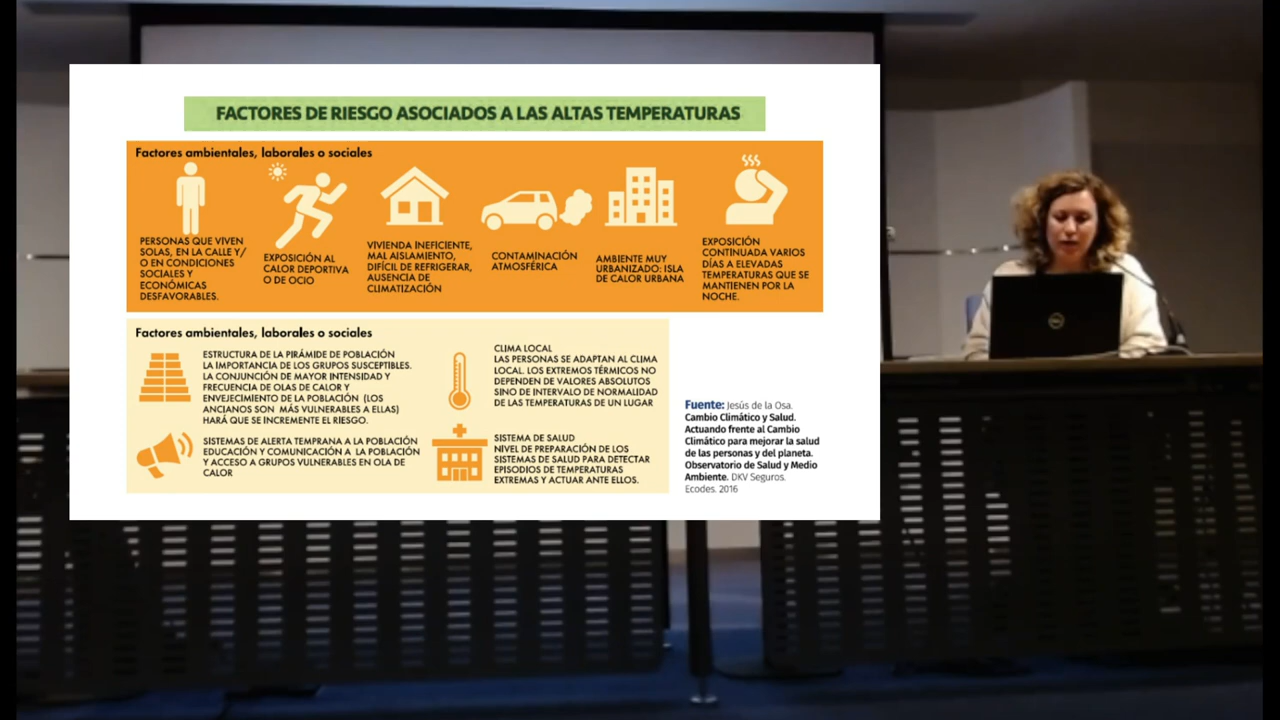 FACTORES DE RIESGO ASOCIADOS A LAS ALTAS TEMPERATURAS
Factores ambientales, laborales o sociales
PERSONAS QUE VIVEN
SOLAS, EN LA CALLE Y/
O EN CONDICIONES
SOCIALES Y
ECONÓMICAS
DESFAVORABLES.
EXPOSICIÓN AL
CALOR DEPORTIVA
O DE OCIO
VIVIENDA INEFICIENTE,
MAL AISLAMIENTO,
DIFÍCIL DE REFRIGERAR,
AUSENCIA DE
CLIMATIZACIÓN
CONTAMINACIÓN
ATMOSFÉRICA
AMBIENTE MUY
URBANIZADO: ISLA
DE CALOR URBANA
EXPOSICIÓN
CONTINUADA VARIOS
DÍAS A ELEVADAS
TEMPERATURAS QUE SE
MANTIENEN POR LA
NOCHE.
Factores ambientales, laborales o sociales
ESTRUCTURA DE LA PIRÁMIDE DE POBLACIÓN
LA IMPORTANCIA DE LOS GRUPOS SUSCEPTIBLES.
LA CONJUNCIÓN DE MAYOR INTENSIDAD Y
FRECUENCIA DE OLAS DE CALOR Y
ENVEJECIMIENTO DE LA POBLACIÓN (LOS
ANCIANOS SON MÁS VULNERABLES A ELLAS)
HARÁ QUE SE INCREMENTE EL RIESGO.
CLIMA LOCAL
LAS PERSONAS SE ADAPTAN AL CLIMA
LOCAL. LOS EXTREMOS TÉRMICOS NO
DEPENDEN DE VALORES ABSOLUTOS
SINO DE INTERVALO DE NORMALIDAD
DE LAS TEMPERATURAS DE UN LUGAR
SISTEMAS DE ALERTA TEMPRANA A LA POBLACIÓN
EDUCACIÓN Y COMUNICACIÓN A LA POBLACIÓN
Y ACCESO A GRUPOS VULNERABLES EN OLA DE
CALOR
SISTEMA DE SALUD
NIVEL DE PREPARACIÓN DE LOS
SISTEMAS DE SALUD PARA DETECTAR
EPISODIOS DE TEMPERATURAS
EXTREMAS Y ACTUAR ANTE ELLOS.
Fuente: Jesús de la Osa.
Cambio Climático y Salud.
Actuando frente al Cambio
Climático para mejorar la salud
de las personas y del planeta.
Observatorio de Salud y Medio
Ambiente. DKV Seguros.
Ecodes. 2016
DELL